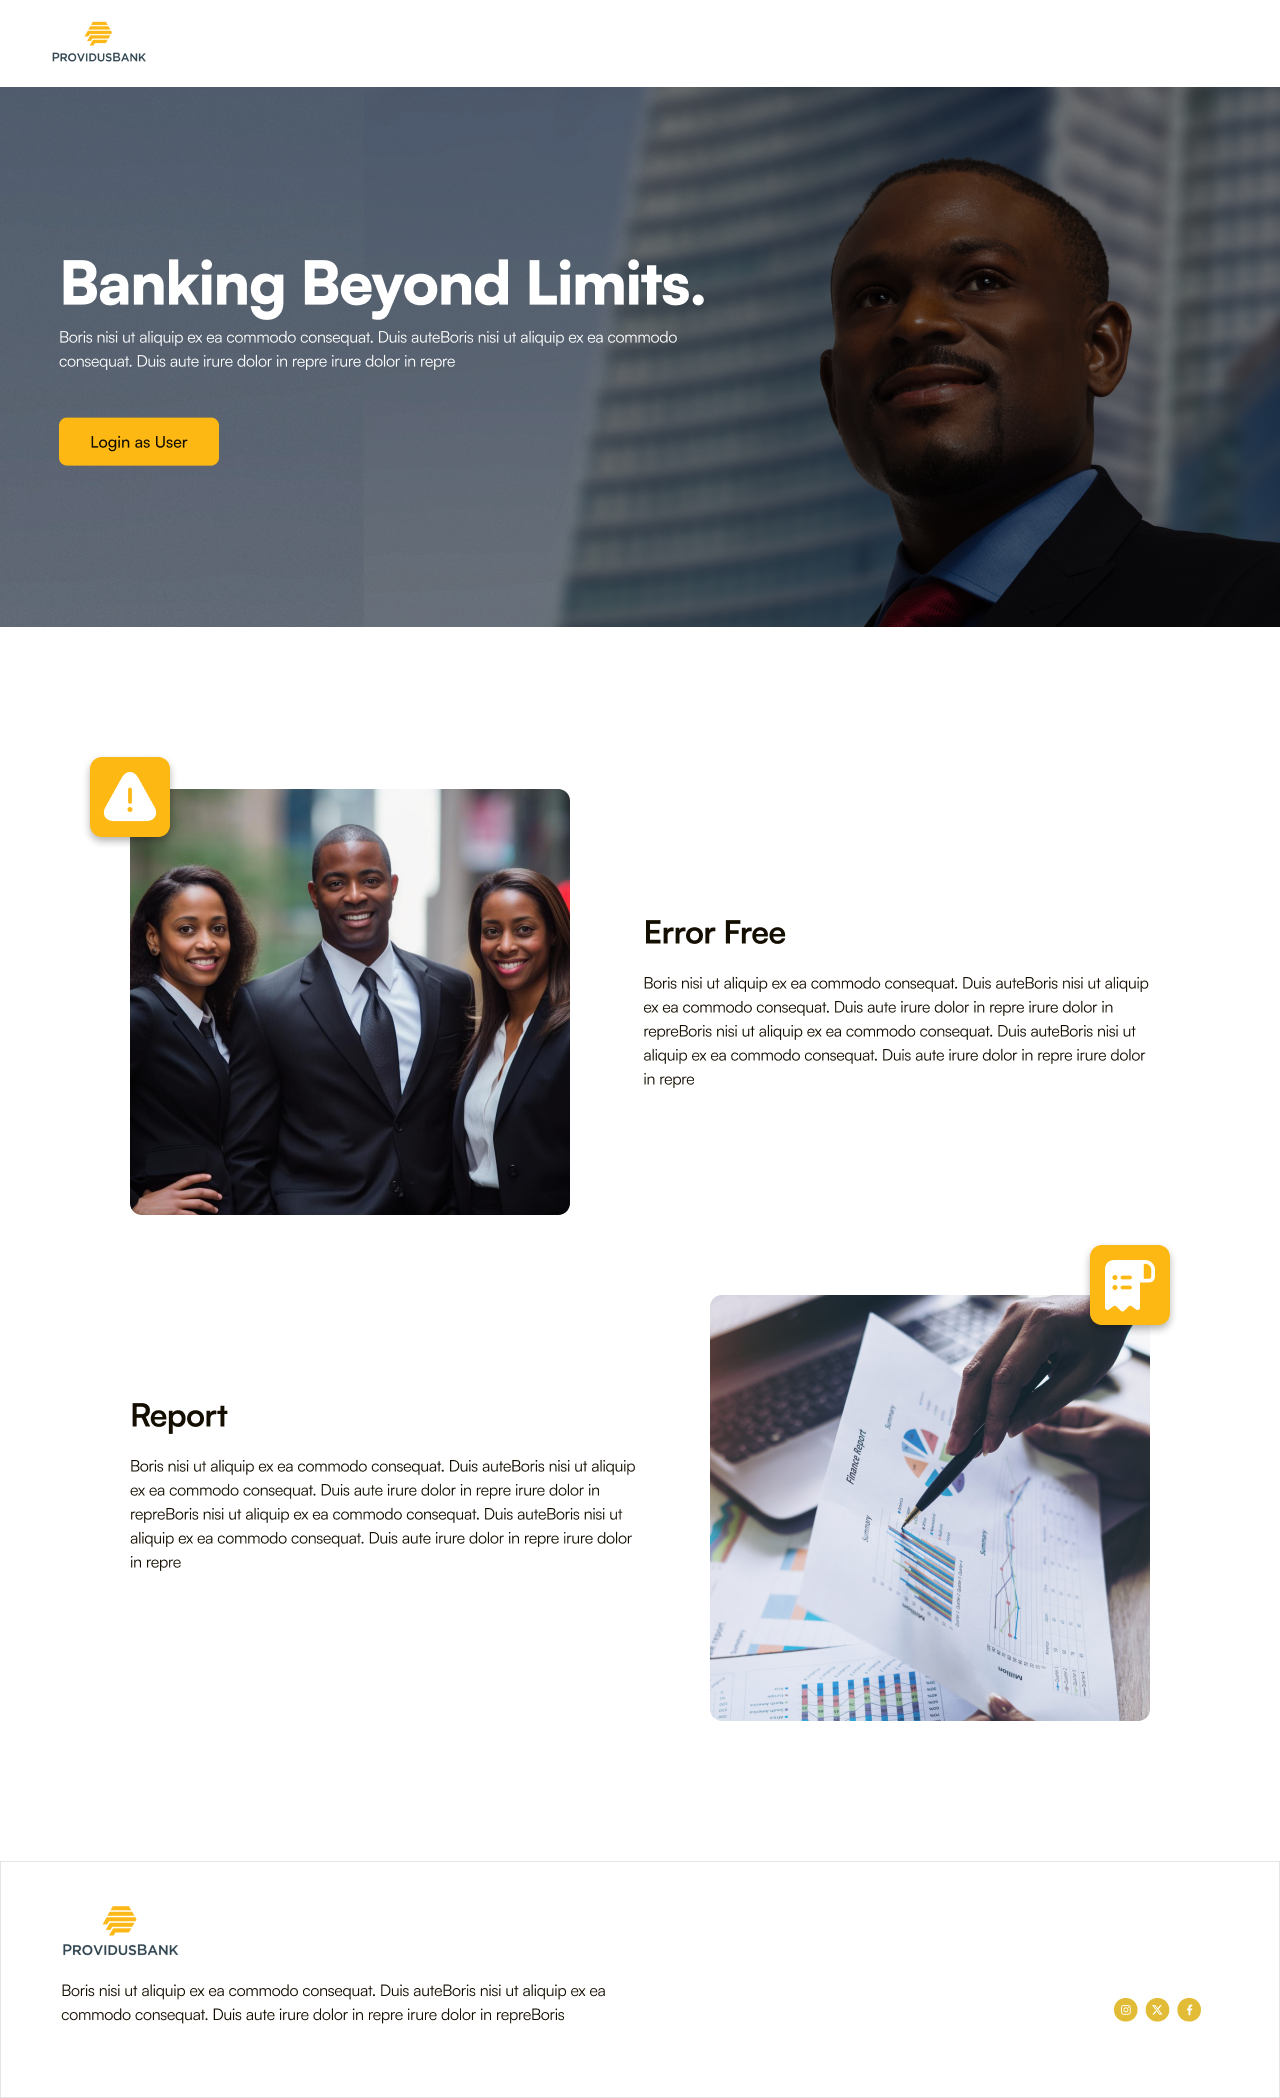 PROVIDUSBANK
Banking Beyond Limits.
Boris nisi ut aliquip ex ea commodo consequat. Duis auteBoris nisi ut aliquip ex ea commodo
consequat. Duis aute irure dolor in repre irure dolor in repre
Login as User
Error Free
Boris nisi ut aliquip ex ea commodo consequat. Duis auteBoris nisi ut aliquip
ex ea commodo consequat. Duis aute irure dolor in repre irure dolor in
repreBoris nisi ut aliquip ex ea commodo consequat. Duis auteBoris nisi ut
aliquip ex ea commodo consequat. Duis aute irure dolor in repre irure dolor
in repre
Report
Boris nisi ut aliquip ex ea commodo consequat. Duis auteBoris nisi ut aliquip
ex ea commodo consequat. Duis aute irure dolor in repre irure dolor in
repreBoris nisi ut aliquip ex ea commodo consequat. Duis auteBoris nisi ut
aliquip ex ea commodo consequat. Duis aute irure dolor in repre irure dolor
in repre
Finance Report
Summary
Summary
Summary
Million
Million
Summary
PROVIDUSBANK
Boris nisi ut aliquip ex ea commodo consequat. Duis auteBoris nisi ut aliquip ex ea
commodo consequat. Duis aute irure dolor in repre irure dolor in repreBoris